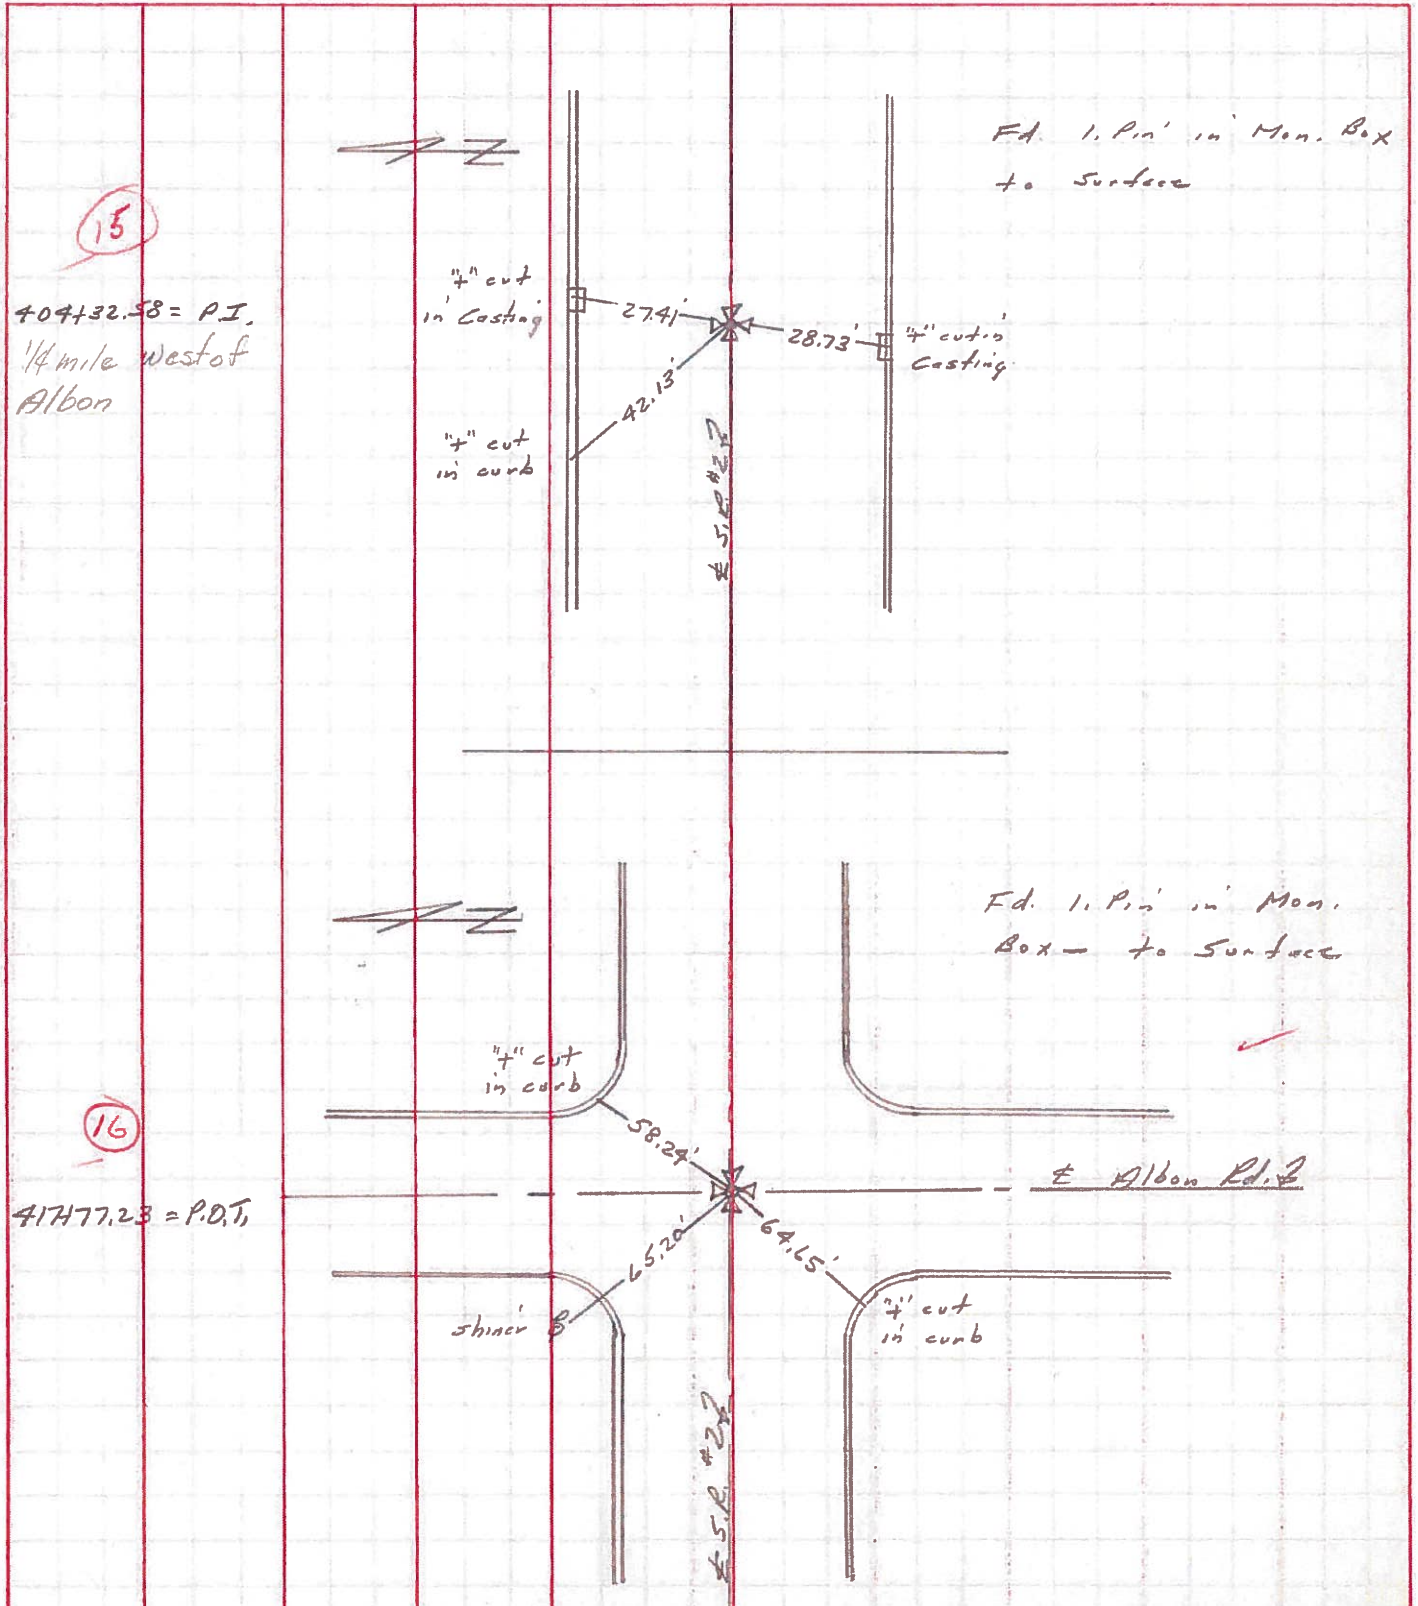 Fd. 1. Pin in Mon. Box
to Surface
N
15
404+32.58 = P.I.
1/4 mile West of
Albon
"+" cut
in Casting
27.41'
28.73'
"+" cut in
Casting
42.13'
"+" cut
in curb
℄ S.R. #2
N
Fd. 1. Pin in Mon.
Box — to Surface
"+" cut
in curb
58.24'
16
417+77.23 = P.O.T.
℄ Albon Rd.
65.20'
64.65'
shiner
"+" cut
in curb
℄ S.R. #2